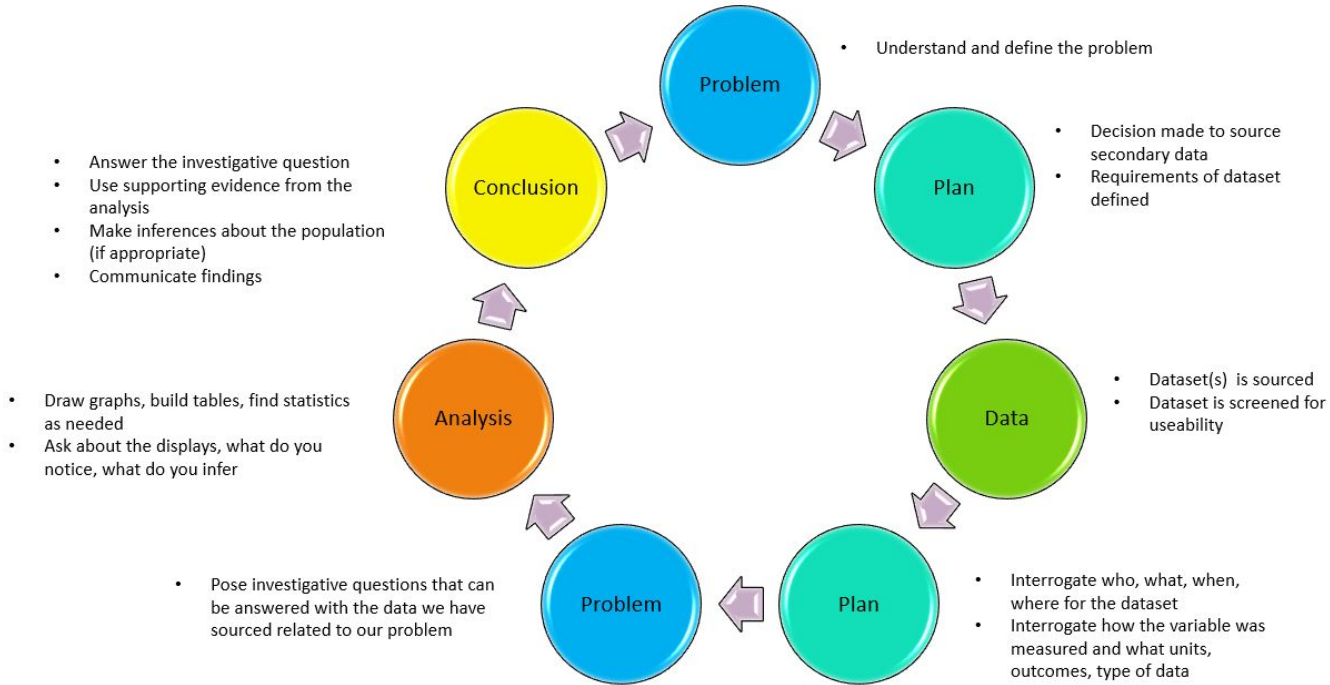 Problem
• Understand and define the problem
Plan
• Decision made to source
secondary data
• Requirements of dataset
defined
Data
• Dataset(s) is sourced
• Dataset is screened for
useability
Plan
• Interrogate who, what, when,
where for the dataset
• Interrogate how the variable was
measured and what units,
outcomes, type of data
Problem
• Pose investigative questions that can
be answered with the data we have
sourced related to our problem
Analysis
• Draw graphs, build tables, find statistics
as needed
• Ask about the displays, what do you
notice, what do you infer
Conclusion
• Answer the investigative question
• Use supporting evidence from the
analysis
• Make inferences about the population
(if appropriate)
• Communicate findings